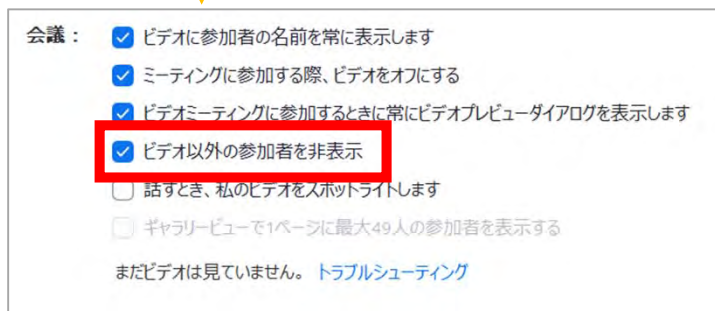 会議： ビデオに参加者の名前を常に表示します
ミーティングに参加する際、ビデオをオフにする
ビデオミーティングに参加するときに常にビデオプレビューダイアログを表示します
ビデオ以外の参加者を非表示
話すとき、私のビデオをスポットライトします
ギャラリービューで1ページに最大49人の参加者を表示する
まだビデオは見ていません。 トラブルシューティング